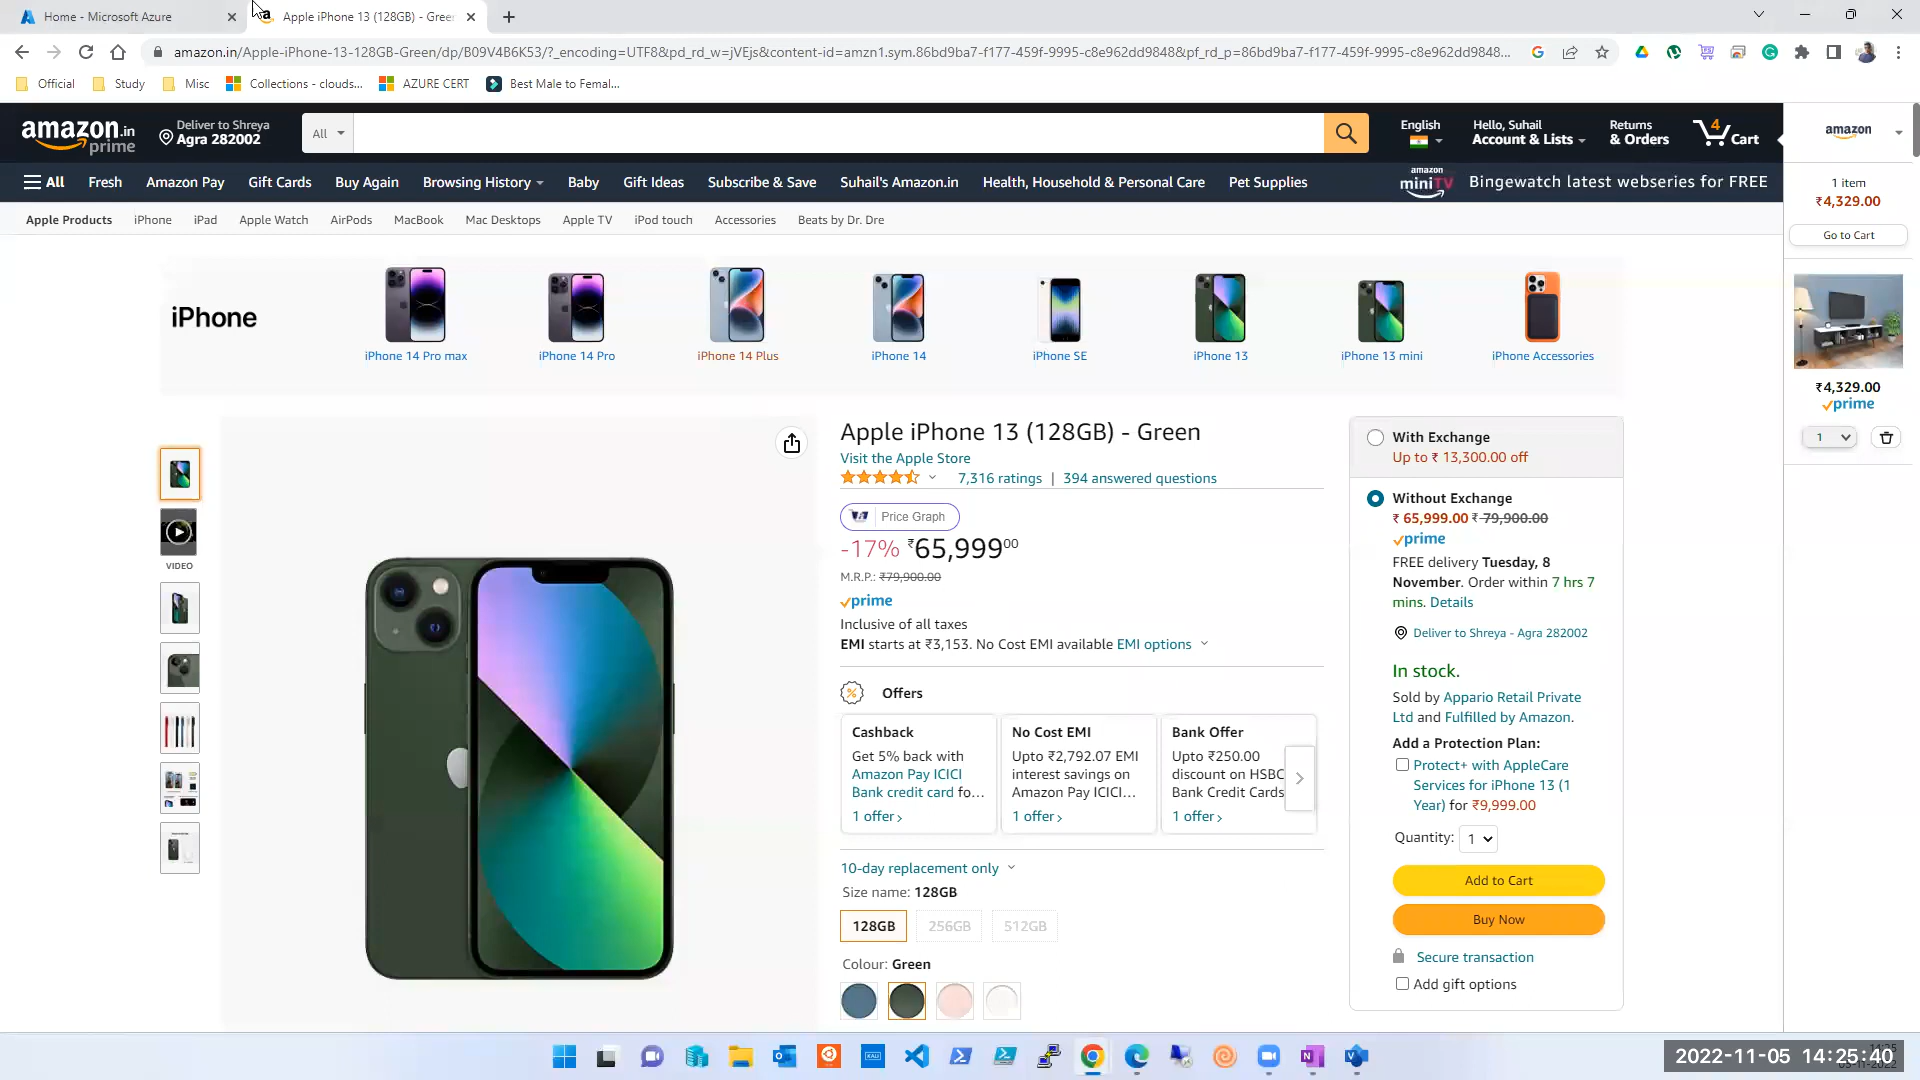 Home - Microsoft Azure
Apple iPhone 13 (128GB) - Gree
amazon.in/Apple-iPhone-13-128GB-Green/dp/B09V4B6K53/?_encoding=UTF8&pd_rd_w=jVEjs&content-id=amzn1.sym.86bd9ba7-f177-459f-9995-c8e962dd9848&pf_rd_p=86bd9ba7-f177-459f-9995-c8e962dd9848...
Official
Study
Misc
Collections - clouds...
AZURE CERT
Best Male to Femal...
amazon.in
prime
Deliver to Shreya
Agra 282002
All
English
Hello, Suhail
Account & Lists
Returns
& Orders
4
Cart
All
Fresh
Amazon Pay
Gift Cards
Buy Again
Browsing History
Baby
Gift Ideas
Subscribe & Save
Suhail's Amazon.in
Health, Household & Personal Care
Pet Supplies
amazon
miniTV
Bingewatch latest webseries for FREE
Apple Products
iPhone
iPad
Apple Watch
AirPods
MacBook
Mac Desktops
Apple TV
iPod touch
Accessories
Beats by Dr. Dre
iPhone
iPhone 14 Pro max
iPhone 14 Pro
iPhone 14 Plus
iPhone 14
iPhone SE
iPhone 13
iPhone 13 mini
iPhone Accessories
VIDEO
Apple iPhone 13 (128GB) - Green
Visit the Apple Store
7,316 ratings | 394 answered questions
Price Graph
-17% ₹65,99900
M.R.P.: ₹79,900.00
prime
Inclusive of all taxes
EMI starts at ₹3,153. No Cost EMI available EMI options
Offers
Cashback
Get 5% back with
Amazon Pay ICICI
Bank credit card fo...
1 offer ›
No Cost EMI
Upto ₹2,792.07 EMI
interest savings on
Amazon Pay ICICI...
1 offer ›
Bank Offer
Upto ₹250.00
discount on HSBC
Bank Credit Cards
1 offer ›
10-day replacement only
Size name: 128GB
128GB
256GB
512GB
Colour: Green
With Exchange
Up to ₹ 13,300.00 off
Without Exchange
₹ 65,999.00 ₹ 79,900.00
prime
FREE delivery Tuesday, 8
November. Order within 7 hrs 7
mins. Details
Deliver to Shreya - Agra 282002
In stock.
Sold by Appario Retail Private
Ltd and Fulfilled by Amazon.
Add a Protection Plan:
Protect+ with AppleCare
Services for iPhone 13 (1
Year) for ₹9,999.00
Quantity: 1
Add to Cart
Buy Now
Secure transaction
Add gift options
amazon
1 item
₹4,329.00
Go to Cart
₹4,329.00
prime
1
2022-11-05 14:25:40